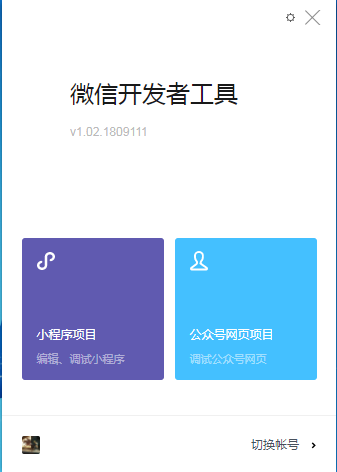 微信开发者工具
v1.02.1809111
小程序项目
编辑、调试小程序
公众号网页项目
调试公众号网页
切换帐号